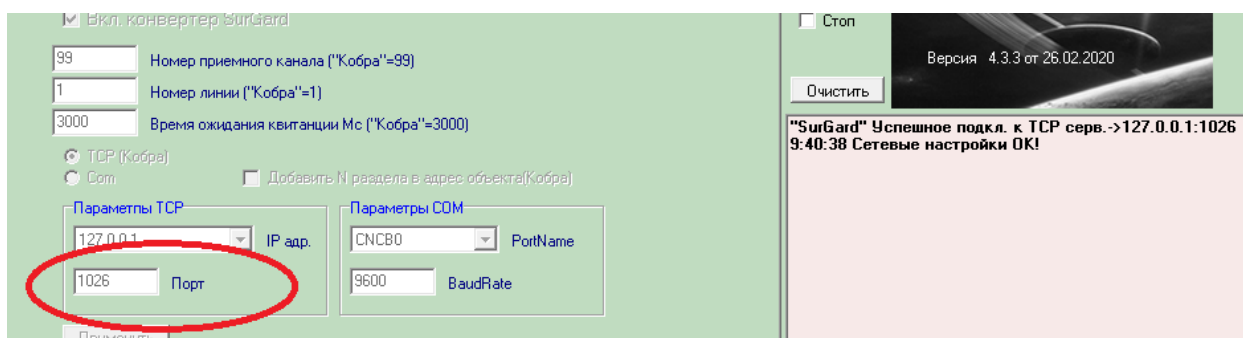 Вкл. конвертер SurGard
99 Номер приемного канала ("Кобра"=99)
1 Номер линии ("Кобра"=1)
3000 Время ожидания квитанции Мс ("Кобра"=3000)
TCP (Кобра)
Com Добавить N раздела в адрес объекта(Кобра)
Параметпы TCP
127.0.0.1 IP адр.
1026 Порт
Параметры COM
CNCB0 PortName
9600 BaudRate
Применить
Стоп
Версия 4.3.3 от 26.02.2020
Очистить
"SurGard" Успешное подкл. к TCP серв.->127.0.0.1:1026
9:40:38 Сетевые настройки OK!